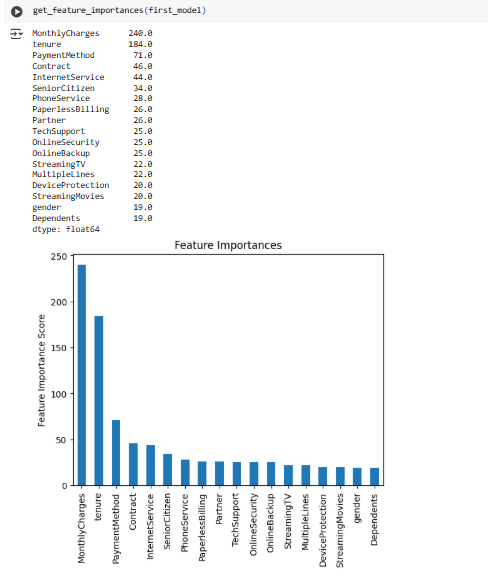 get_feature_importances(first_model)
MonthlyCharges 240.0
tenure 184.0
PaymentMethod 71.0
Contract 46.0
InternetService 44.0
SeniorCitizen 34.0
PhoneService 28.0
PaperlessBilling 26.0
Partner 26.0
TechSupport 25.0
OnlineSecurity 25.0
OnlineBackup 25.0
StreamingTV 22.0
MultipleLines 22.0
DeviceProtection 20.0
StreamingMovies 20.0
gender 19.0
Dependents 19.0
dtype: float64
Feature Importances
250
200
150
100
50
0
Feature Importance Score
MonthlyCharges
tenure
PaymentMethod
Contract
InternetService
SeniorCitizen
PhoneService
PaperlessBilling
Partner
TechSupport
OnlineSecurity
OnlineBackup
StreamingTV
MultipleLines
DeviceProtection
StreamingMovies
gender
Dependents